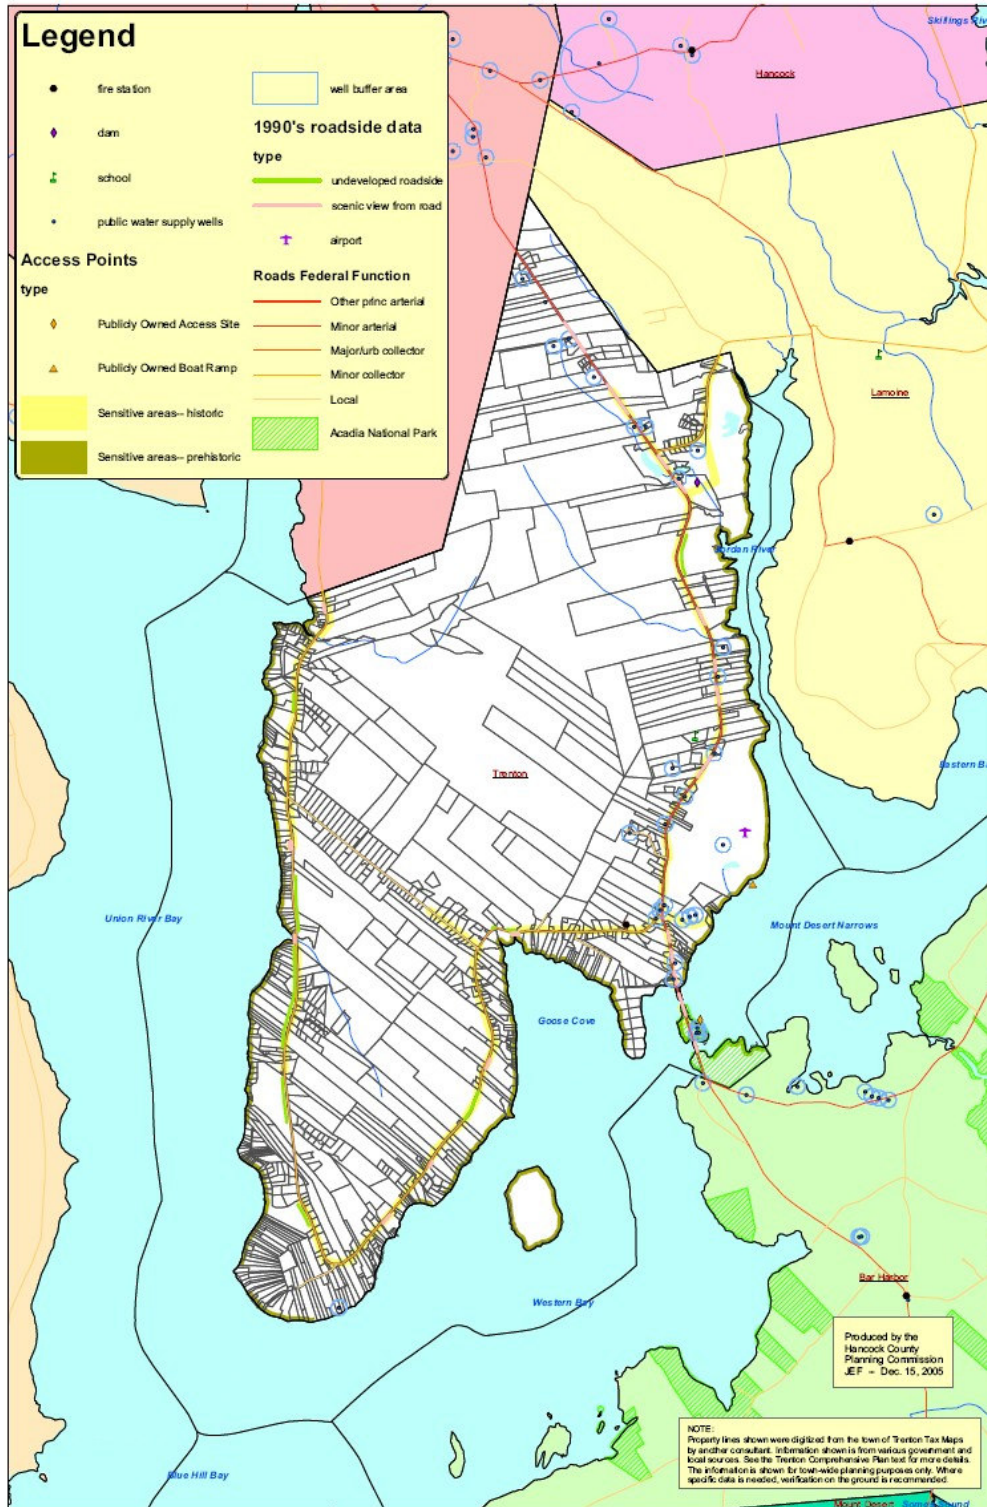 Legend
fire station
dam
school
public water supply wells
Access Points
type
Publicly Owned Access Site
Publicly Owned Boat Ramp
Sensitive areas-- historic
Sensitive areas-- prehistoric
well buffer area
1990's roadside data
type
undeveloped roadside
scenic view from road
airport
Roads Federal Function
Other princ arterial
Minor arterial
Major/urb collector
Minor collector
Local
Acadia National Park
Skillings Riv
Hancock
Lamoine
Jordan River
Trenton
Eastern B
Union River Bay
Mount Desert Narrows
Goose Cove
Bar Harbor
Western Bay
Produced by the
Hancock County
Planning Commission
JEF -- Dec. 15, 2005
NOTE:
Property lines shown were digitized from the town of Trenton Tax Maps
by another consultant. Information shown is from various government and
local sources. See the Trenton Comprehensive Plan text for more details.
The information is shown for town-wide planning purposes only. Where
specific data is needed, verification on the ground is recommended.
Blue Hill Bay
Mount Desert
Somes Sound